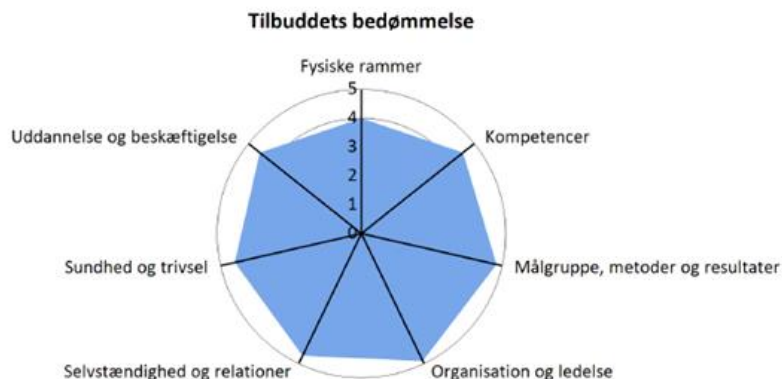 Tilbuddets bedømmelse
Fysiske rammer
5
4
3
2
1
0
Uddannelse og beskæftigelse
Kompetencer
Sundhed og trivsel
Målgruppe, metoder og resultater
Selvstændighed og relationer
Organisation og ledelse